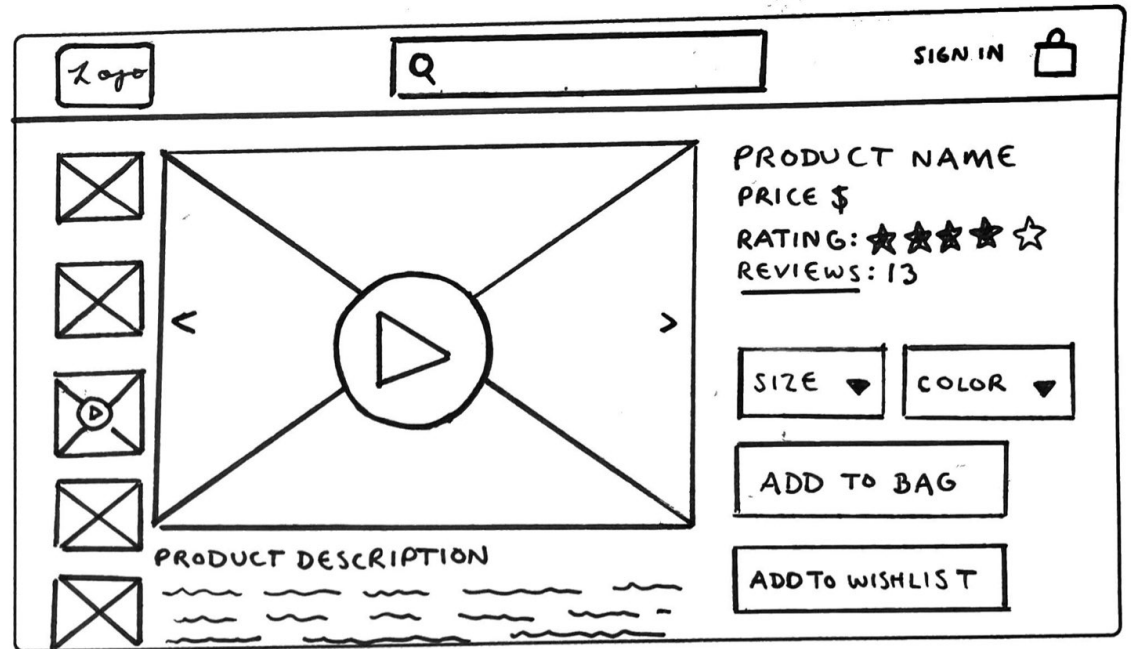 Logo
SIGN IN
PRODUCT NAME
PRICE $
RATING:
REVIEWS: 13
SIZE
COLOR
ADD TO BAG
ADD TO WISHLIST
PRODUCT DESCRIPTION